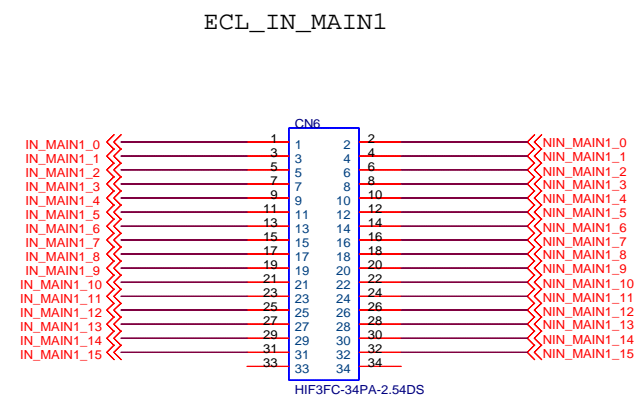 ECL_IN_MAIN1
CN6
IN_MAIN1_0 1 1 2 2 NIN_MAIN1_0
IN_MAIN1_1 3 3 4 4 NIN_MAIN1_1
IN_MAIN1_2 5 5 6 6 NIN_MAIN1_2
IN_MAIN1_3 7 7 8 8 NIN_MAIN1_3
IN_MAIN1_4 9 9 10 10 NIN_MAIN1_4
IN_MAIN1_5 11 11 12 12 NIN_MAIN1_5
IN_MAIN1_6 13 13 14 14 NIN_MAIN1_6
IN_MAIN1_7 15 15 16 16 NIN_MAIN1_7
IN_MAIN1_8 17 17 18 18 NIN_MAIN1_8
IN_MAIN1_9 19 19 20 20 NIN_MAIN1_9
IN_MAIN1_10 21 21 22 22 NIN_MAIN1_10
IN_MAIN1_11 23 23 24 24 NIN_MAIN1_11
IN_MAIN1_12 25 25 26 26 NIN_MAIN1_12
IN_MAIN1_13 27 27 28 28 NIN_MAIN1_13
IN_MAIN1_14 29 29 30 30 NIN_MAIN1_14
IN_MAIN1_15 31 31 32 32 NIN_MAIN1_15
33 33 34 34
HIF3FC-34PA-2.54DS